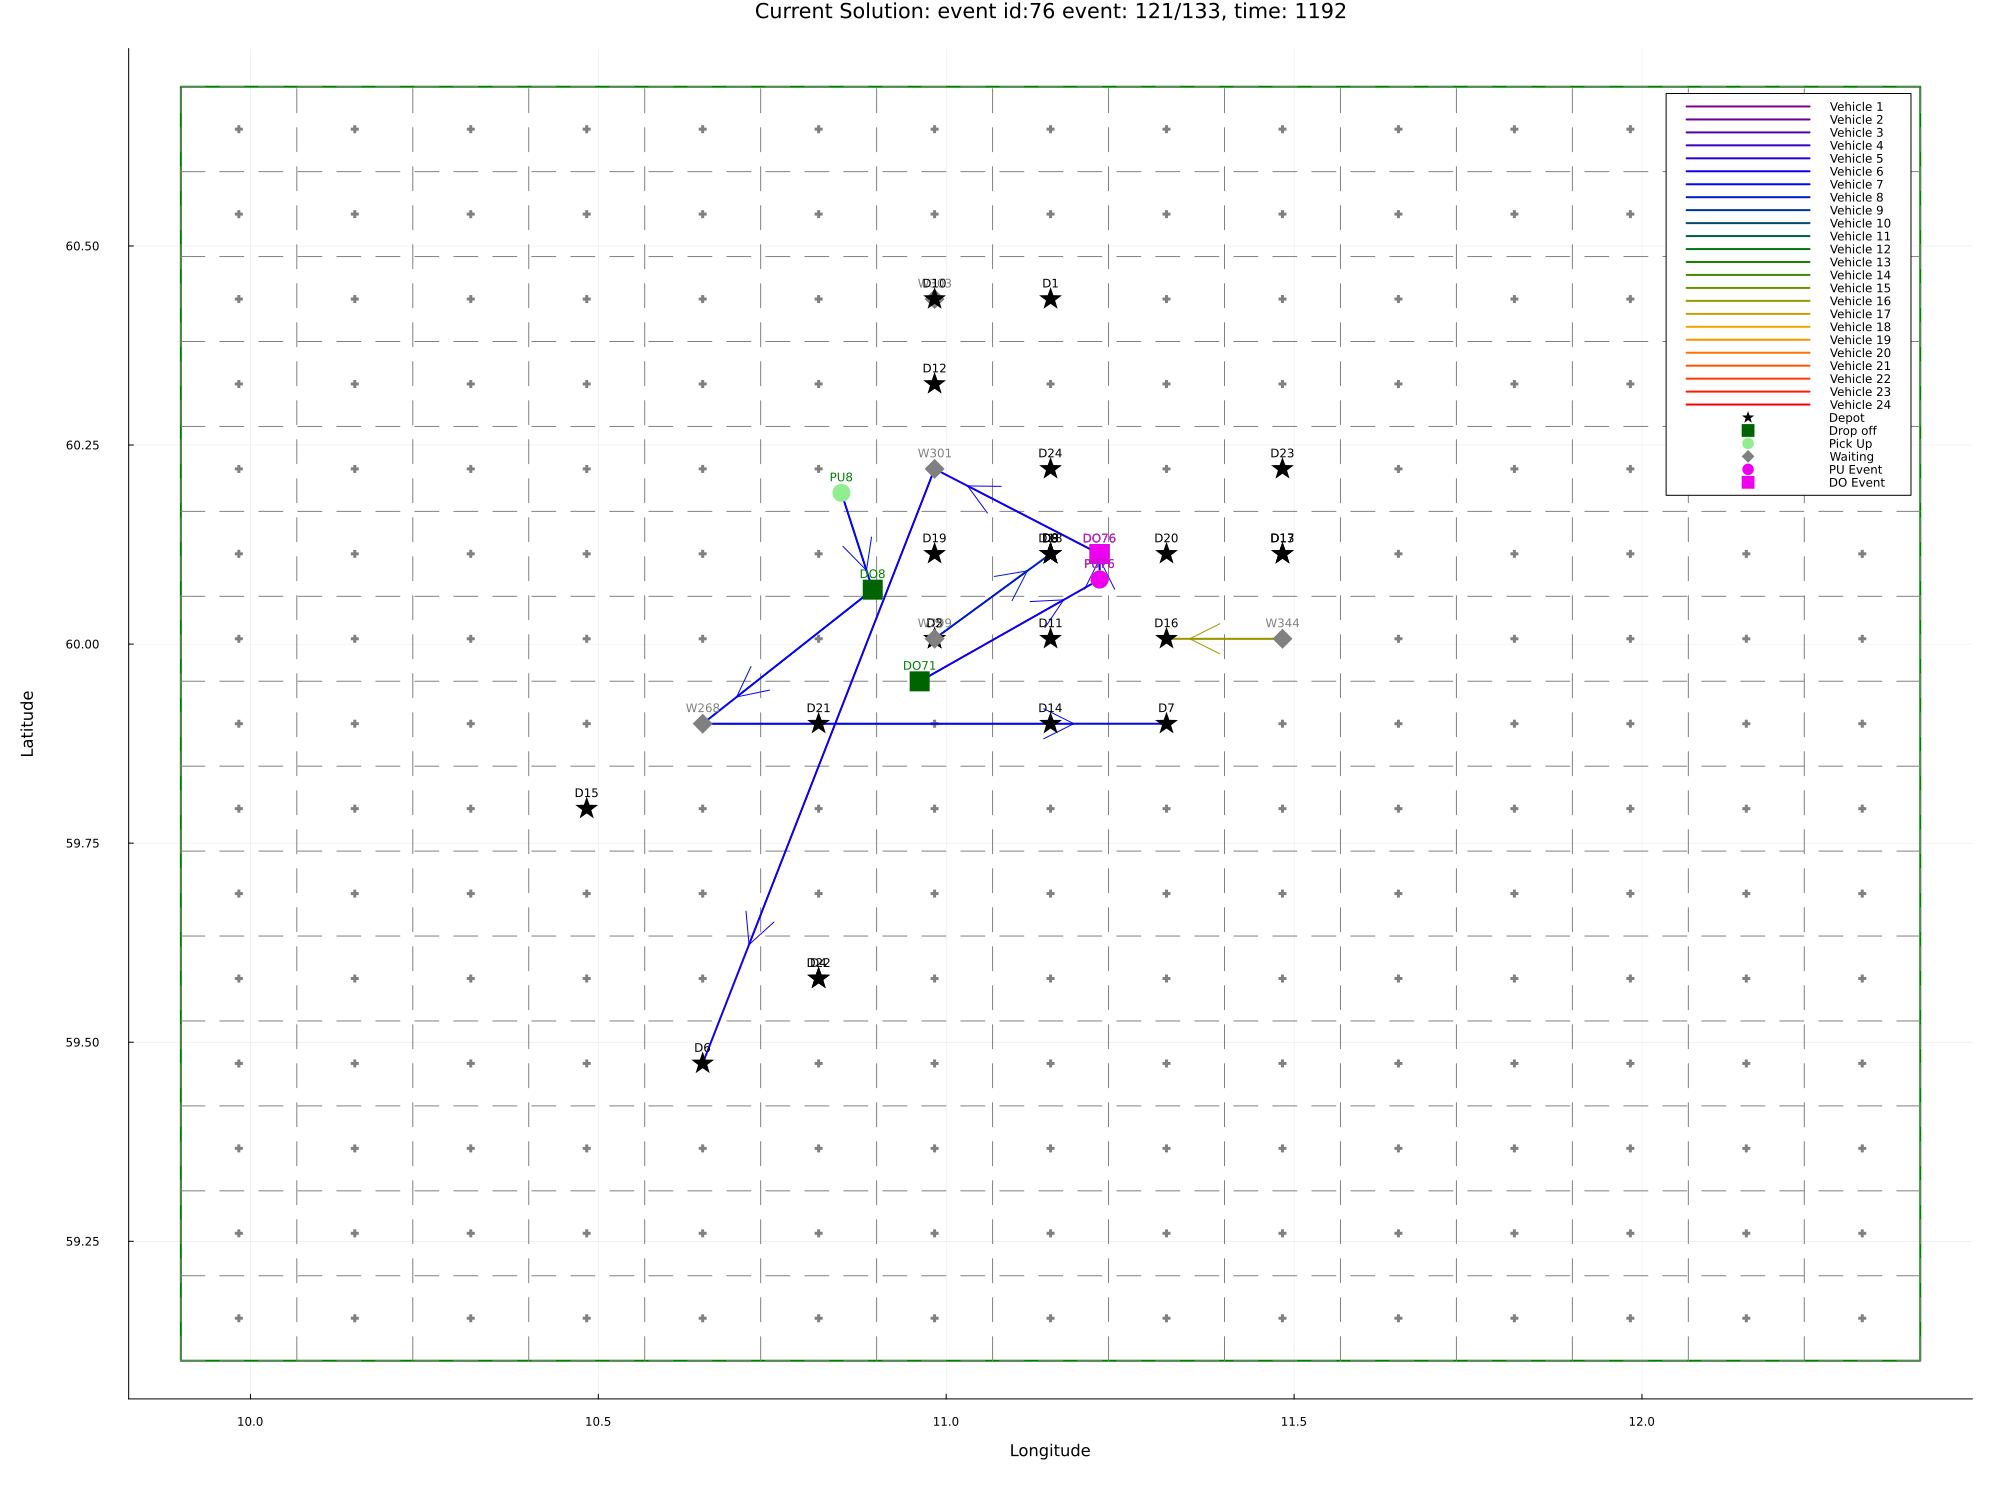 Current Solution: event id:76 event: 121/133, time: 1192
Vehicle 1
Vehicle 2
Vehicle 3
Vehicle 4
Vehicle 5
Vehicle 6
Vehicle 7
Vehicle 8
Vehicle 9
Vehicle 10
Vehicle 11
Vehicle 12
Vehicle 13
Vehicle 14
Vehicle 15
Vehicle 16
Vehicle 17
Vehicle 18
Vehicle 19
Vehicle 20
Vehicle 21
Vehicle 22
Vehicle 23
Vehicle 24
Depot
Drop off
Pick Up
Waiting
PU Event
DO Event
60.50
D10 D1
D12
60.25
W301 D24 D23
PU8
D19 DO76 D20
DO8
60.00
D11 D16 W344
DO71
W268 D21 D14 D7
D15
59.75
D22
59.50
D6
59.25
10.0 10.5 11.0 11.5 12.0
Longitude
Latitude